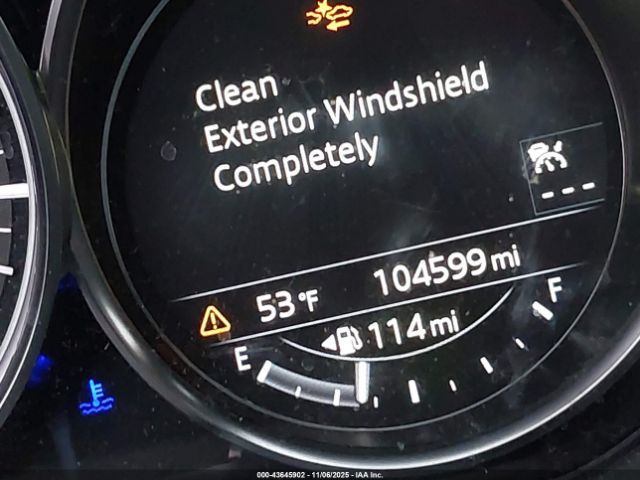 Clean
Exterior Windshield
Completely
---
53°F 104599 mi
114 mi
E F
000-43645902 - 11/06/2025 - IAA Inc.